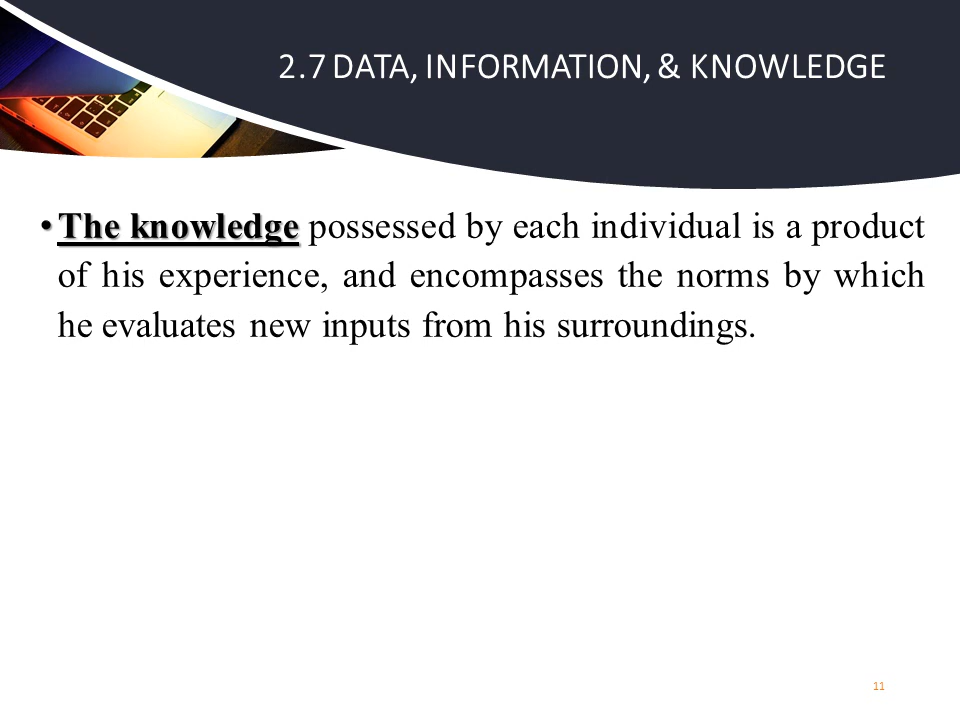 2.7 DATA, INFORMATION, & KNOWLEDGE
• The knowledge possessed by each individual is a product
of his experience, and encompasses the norms by which
he evaluates new inputs from his surroundings.
11